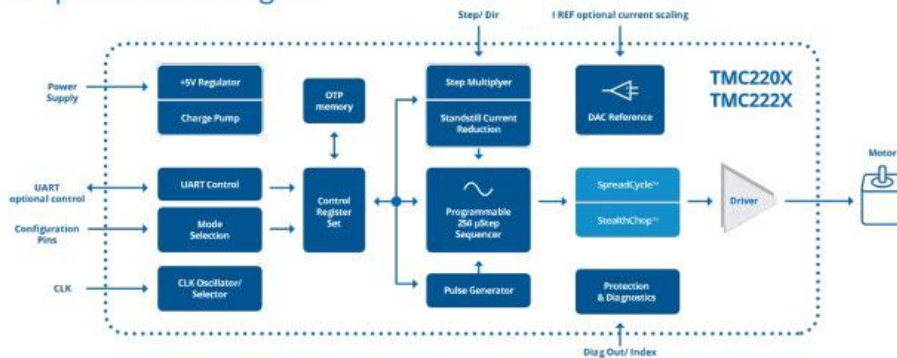 Step/ Dir
I REF optional current scaling
TMC220X
TMC222X
Power
Supply
+5V Regulator
Charge Pump
OTP
memory
Step Multiplyer
Standstill Current
Reduction
DAC Reference
Motor
UART
optional control
UART Control
Configuration
Pins
Mode
Selection
Control
Register
Set
Programmable
256 µStep
Sequencer
SpreadCycle™
StealthChop™
Driver
CLK
CLK Oscillator/
Selector
Pulse Generator
Protection
& Diagnostics
Diag Out/ Index